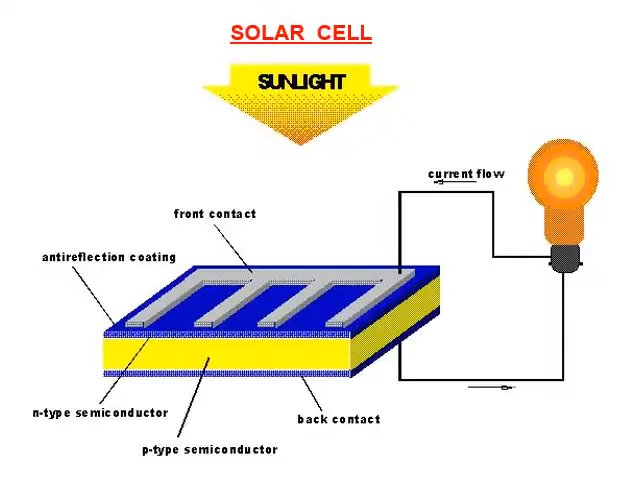 SOLAR CELL
SUNLIGHT
current flow
front contact
antireflection coating
n-type semiconductor
back contact
p-type semiconductor